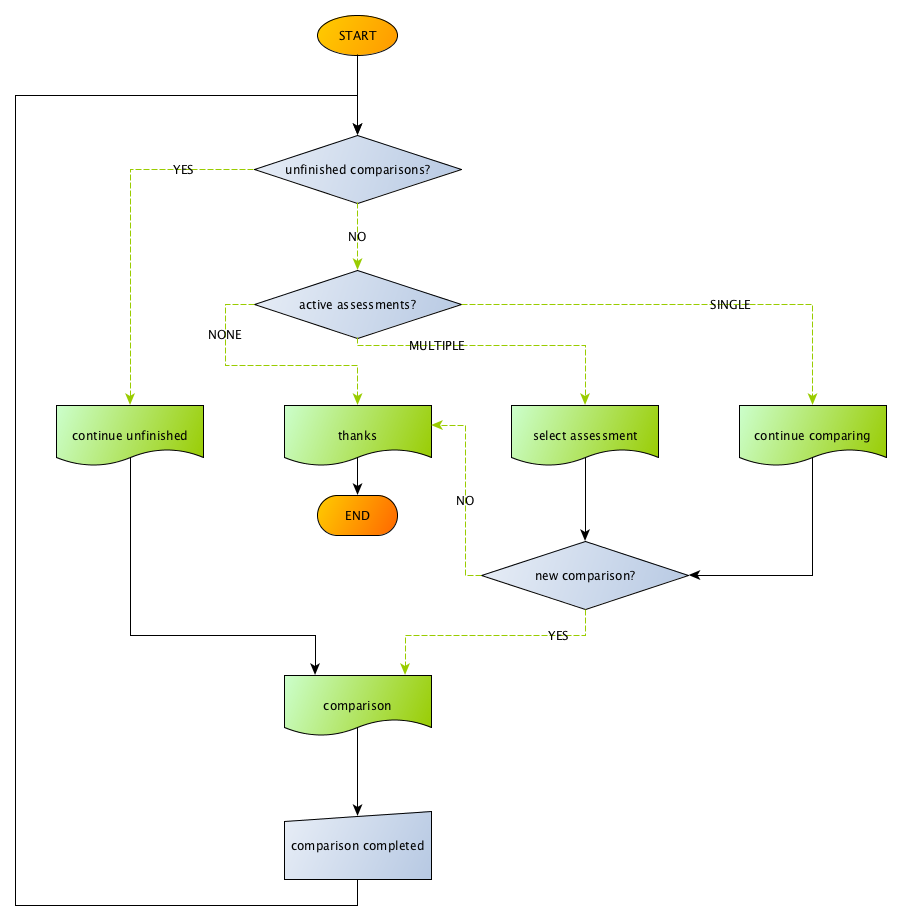 START
unfinished comparisons?
YES
NO
active assessments?
SINGLE
NONE
MULTIPLE
continue unfinished
thanks
select assessment
continue comparing
NO
END
new comparison?
YES
comparison
comparison completed